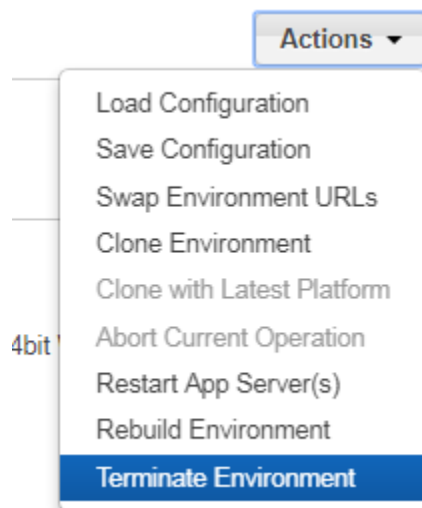 Actions
Load Configuration
Save Configuration
Swap Environment URLs
Clone Environment
Clone with Latest Platform
Abort Current Operation
4bit
Restart App Server(s)
Rebuild Environment
Terminate Environment